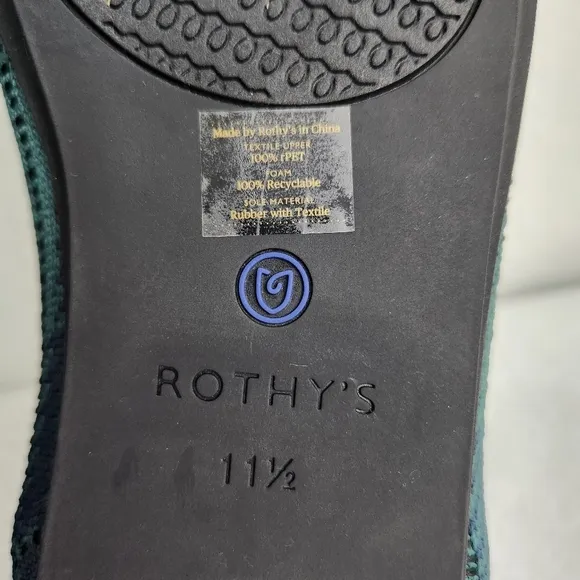 Made by Rothy's in China
TEXTILE UPPER
100% rPET
FOAM
100% Recyclable
SOLE MATERIAL
Rubber with Textile
ROTHY'S
11½